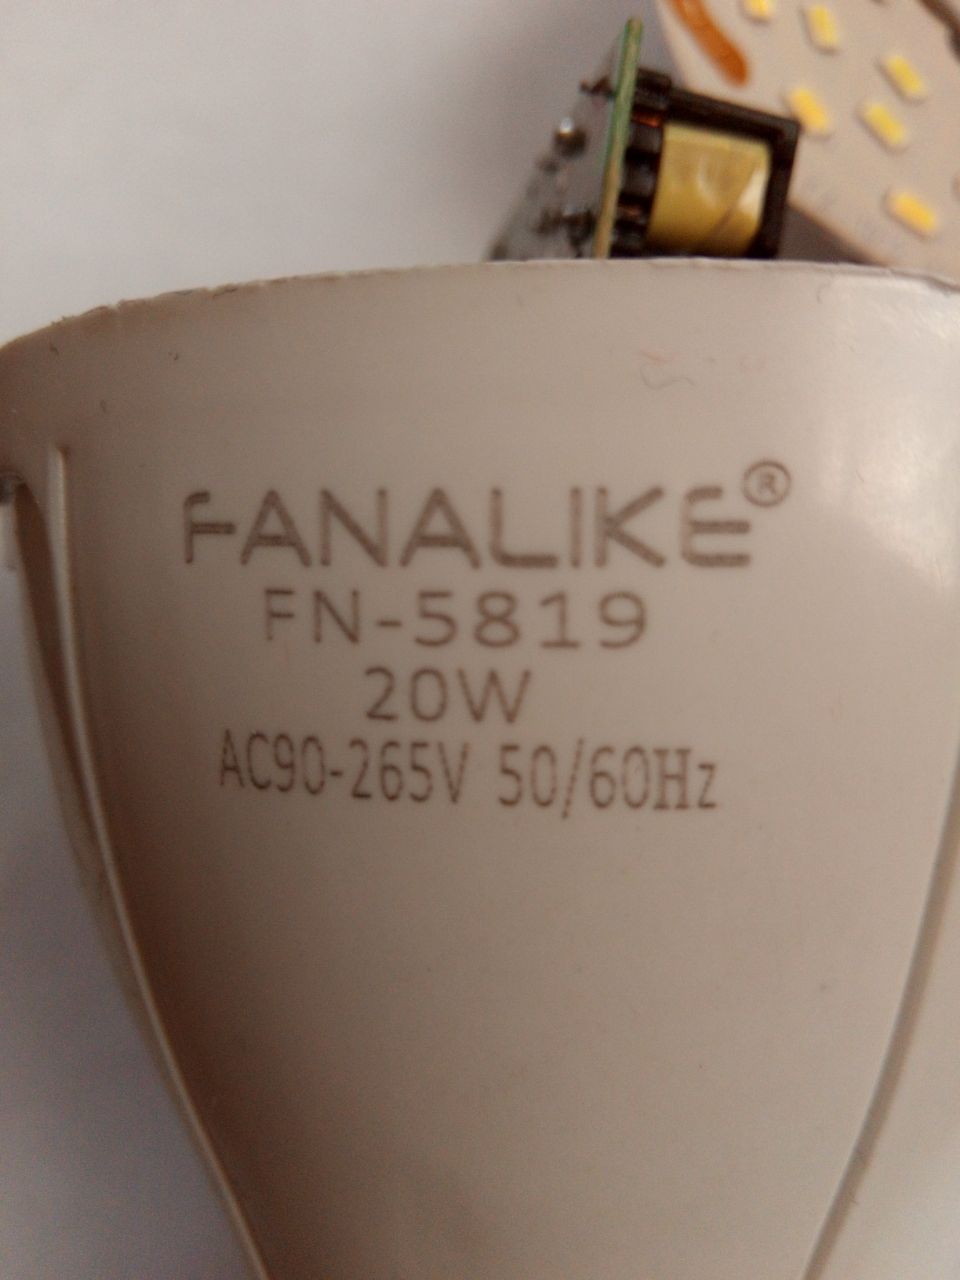 FANALIKE®
FN-5819
20W
AC90-265V 50/60Hz